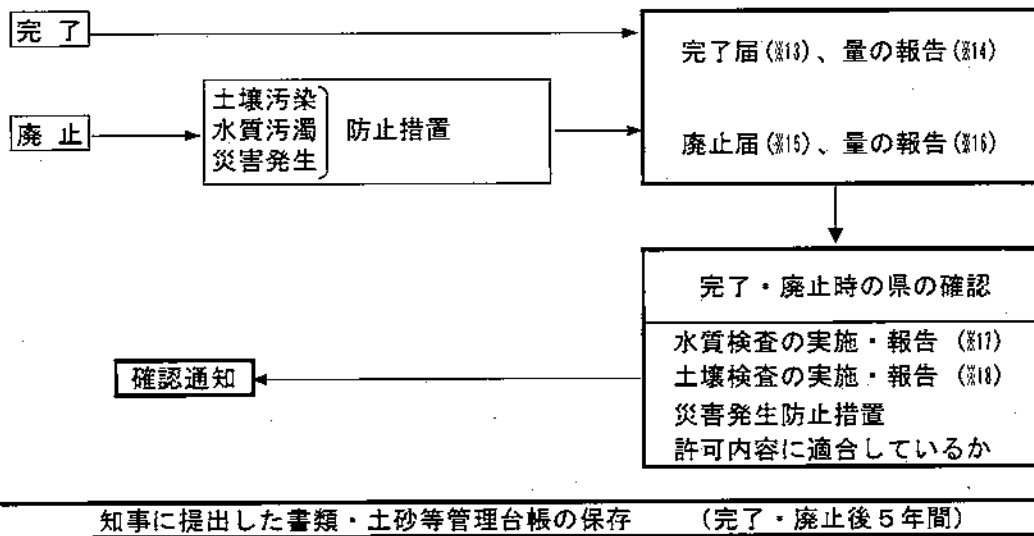 完了
完了届(※13)、量の報告(※14)
廃止
土壌汚染
水質汚濁
災害発生
防止措置
廃止届(※15)、量の報告(※16)
完了・廃止時の県の確認
水質検査の実施・報告 (※17)
土壌検査の実施・報告 (※18)
災害発生防止措置
許可内容に適合しているか
確認通知
知事に提出した書類・土砂等管理台帳の保存 (完了・廃止後5年間)